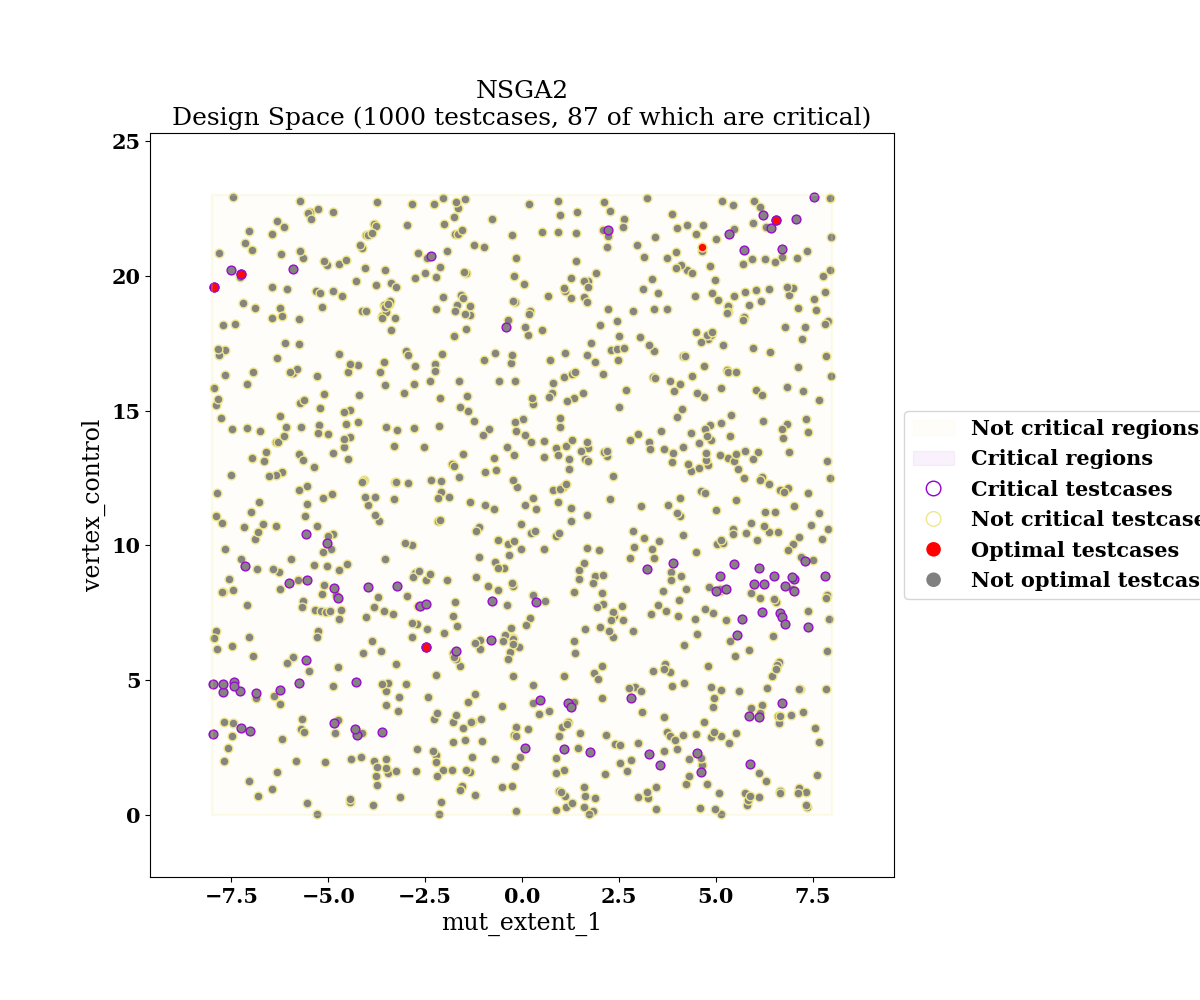 NSGA2
Design Space (1000 testcases, 87 of which are critical)
25
20
15
10
5
0
vertex_control
−7.5 −5.0 −2.5 0.0 2.5 5.0 7.5
mut_extent_1
Not critical regions
Critical regions
Critical testcases
Not critical testcase
Optimal testcases
Not optimal testcas